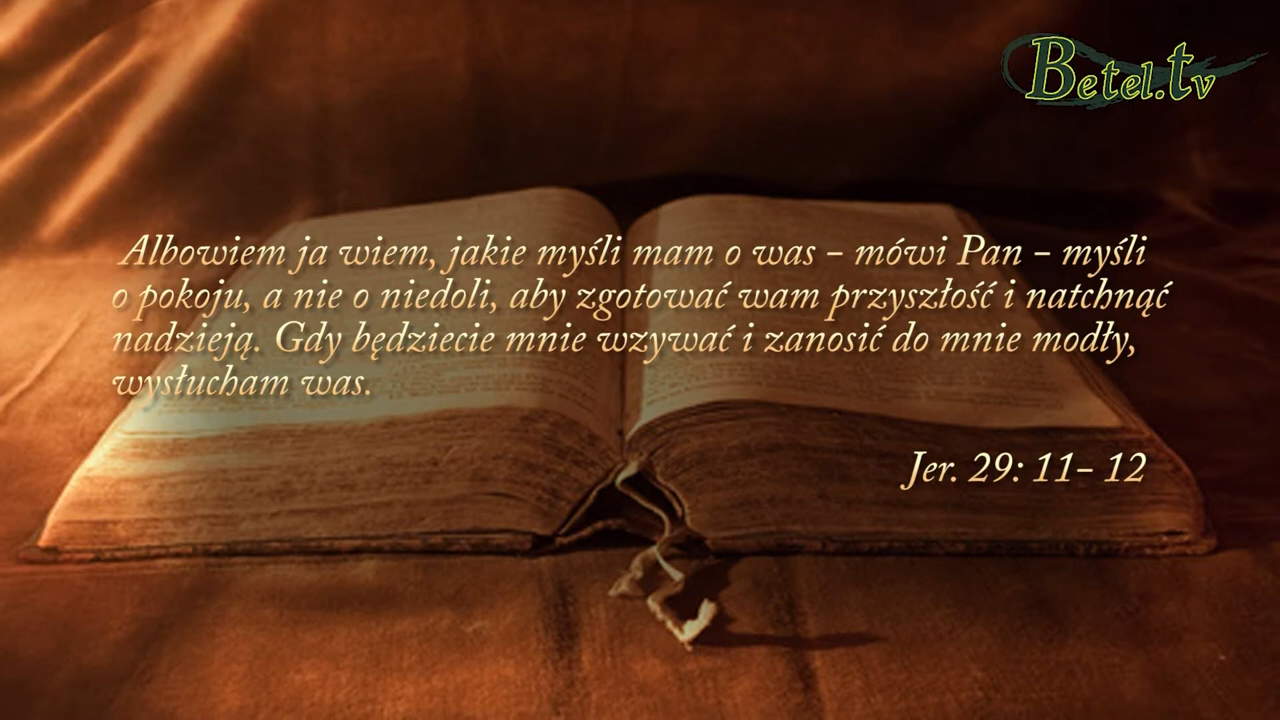 Betel.tv
Albowiem ja wiem, jakie myśli mam o was – mówi Pan – myśli
o pokoju, a nie o niedoli, aby zgotować wam przyszłość i natchnąć
nadzieją. Gdy będziecie mnie wzywać i zanosić do mnie modły,
wysłucham was.
Jer. 29: 11– 12